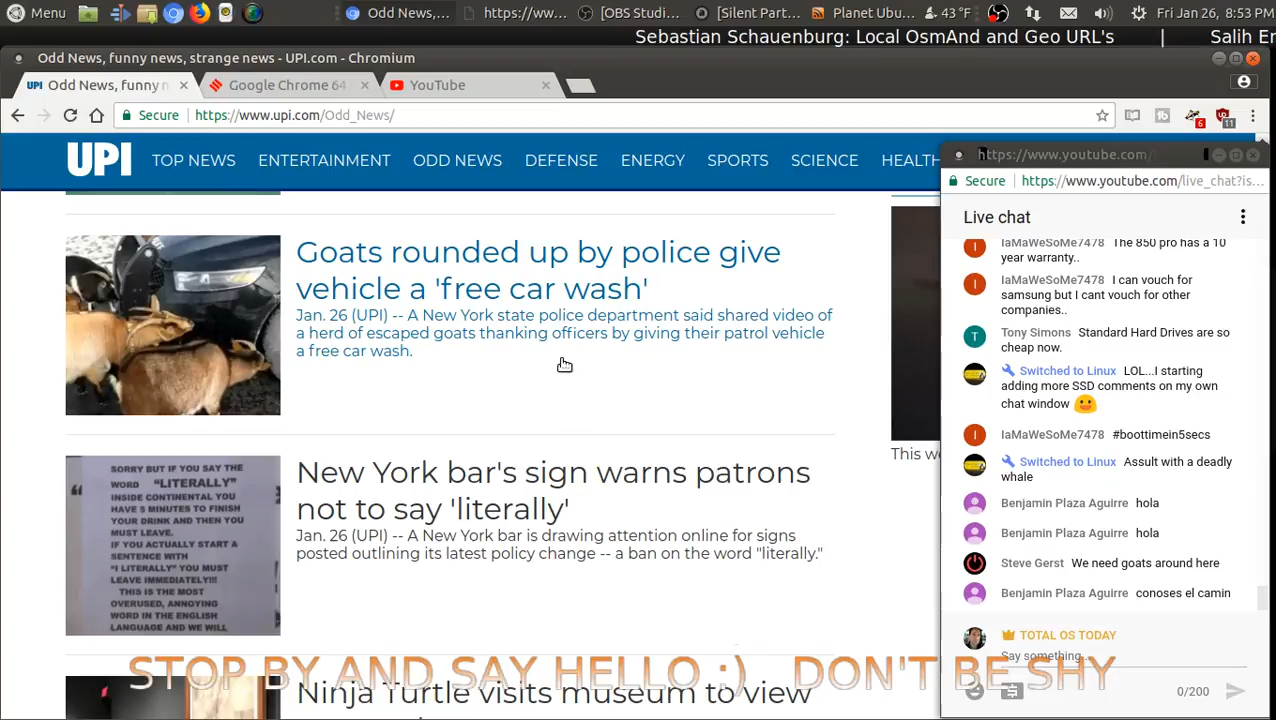 Menu
Odd News,...
https://ww...
[OBS Studi...
[Silent Part...
Planet Ubu...
43 °F
Fri Jan 26, 8:53 PM
Sebastian Schauenburg: Local OsmAnd and Geo URL's | Salih Er
Odd News, funny news, strange news - UPI.com - Chromium
UPI Odd News, funny n
Google Chrome 64
YouTube
Secure https://www.upi.com/Odd_News/
6
11
UPI TOP NEWS ENTERTAINMENT ODD NEWS DEFENSE ENERGY SPORTS SCIENCE HEALTH
Goats rounded up by police give
vehicle a 'free car wash'
Jan. 26 (UPI) -- A New York state police department said shared video of
a herd of escaped goats thanking officers by giving their patrol vehicle
a free car wash.
This we
SORRY BUT IF YOU SAY THE
WORD "LITERALLY"
INSIDE CONTINENTAL YOU
HAVE 5 MINUTES TO FINISH
YOUR DRINK AND THEN YOU
MUST LEAVE.
IF YOU ACTUALLY START A
SENTENCE WITH
"I LITERALLY" YOU MUST
LEAVE IMMEDIATELY!!!
THIS IS THE MOST
OVERUSED, ANNOYING
WORD IN THE ENGLISH
LANGUAGE AND WE WILL
New York bar's sign warns patrons
not to say 'literally'
Jan. 26 (UPI) -- A New York bar is drawing attention online for signs
posted outlining its latest policy change -- a ban on the word "literally."
Ninja Turtle visits museum to view
https://www.youtube.com/
Secure https://www.youtube.com/live_chat?is...
Live chat
IaMaWeSoMe7478 The 850 pro has a 10
year warranty..
IaMaWeSoMe7478 I can vouch for
samsung but I cant vouch for other
companies..
T
Tony Simons Standard Hard Drives are so
cheap now.
Switched to Linux LOL...I starting
adding more SSD comments on my own
chat window
IaMaWeSoMe7478 #boottimein5secs
Switched to Linux Assult with a deadly
whale
Benjamin Plaza Aguirre hola
Benjamin Plaza Aguirre hola
Steve Gerst We need goats around here
Benjamin Plaza Aguirre conoses el camin
TOTAL OS TODAY
Say something...
0/200
STOP BY AND SAY HELLO :) DON'T BE SHY